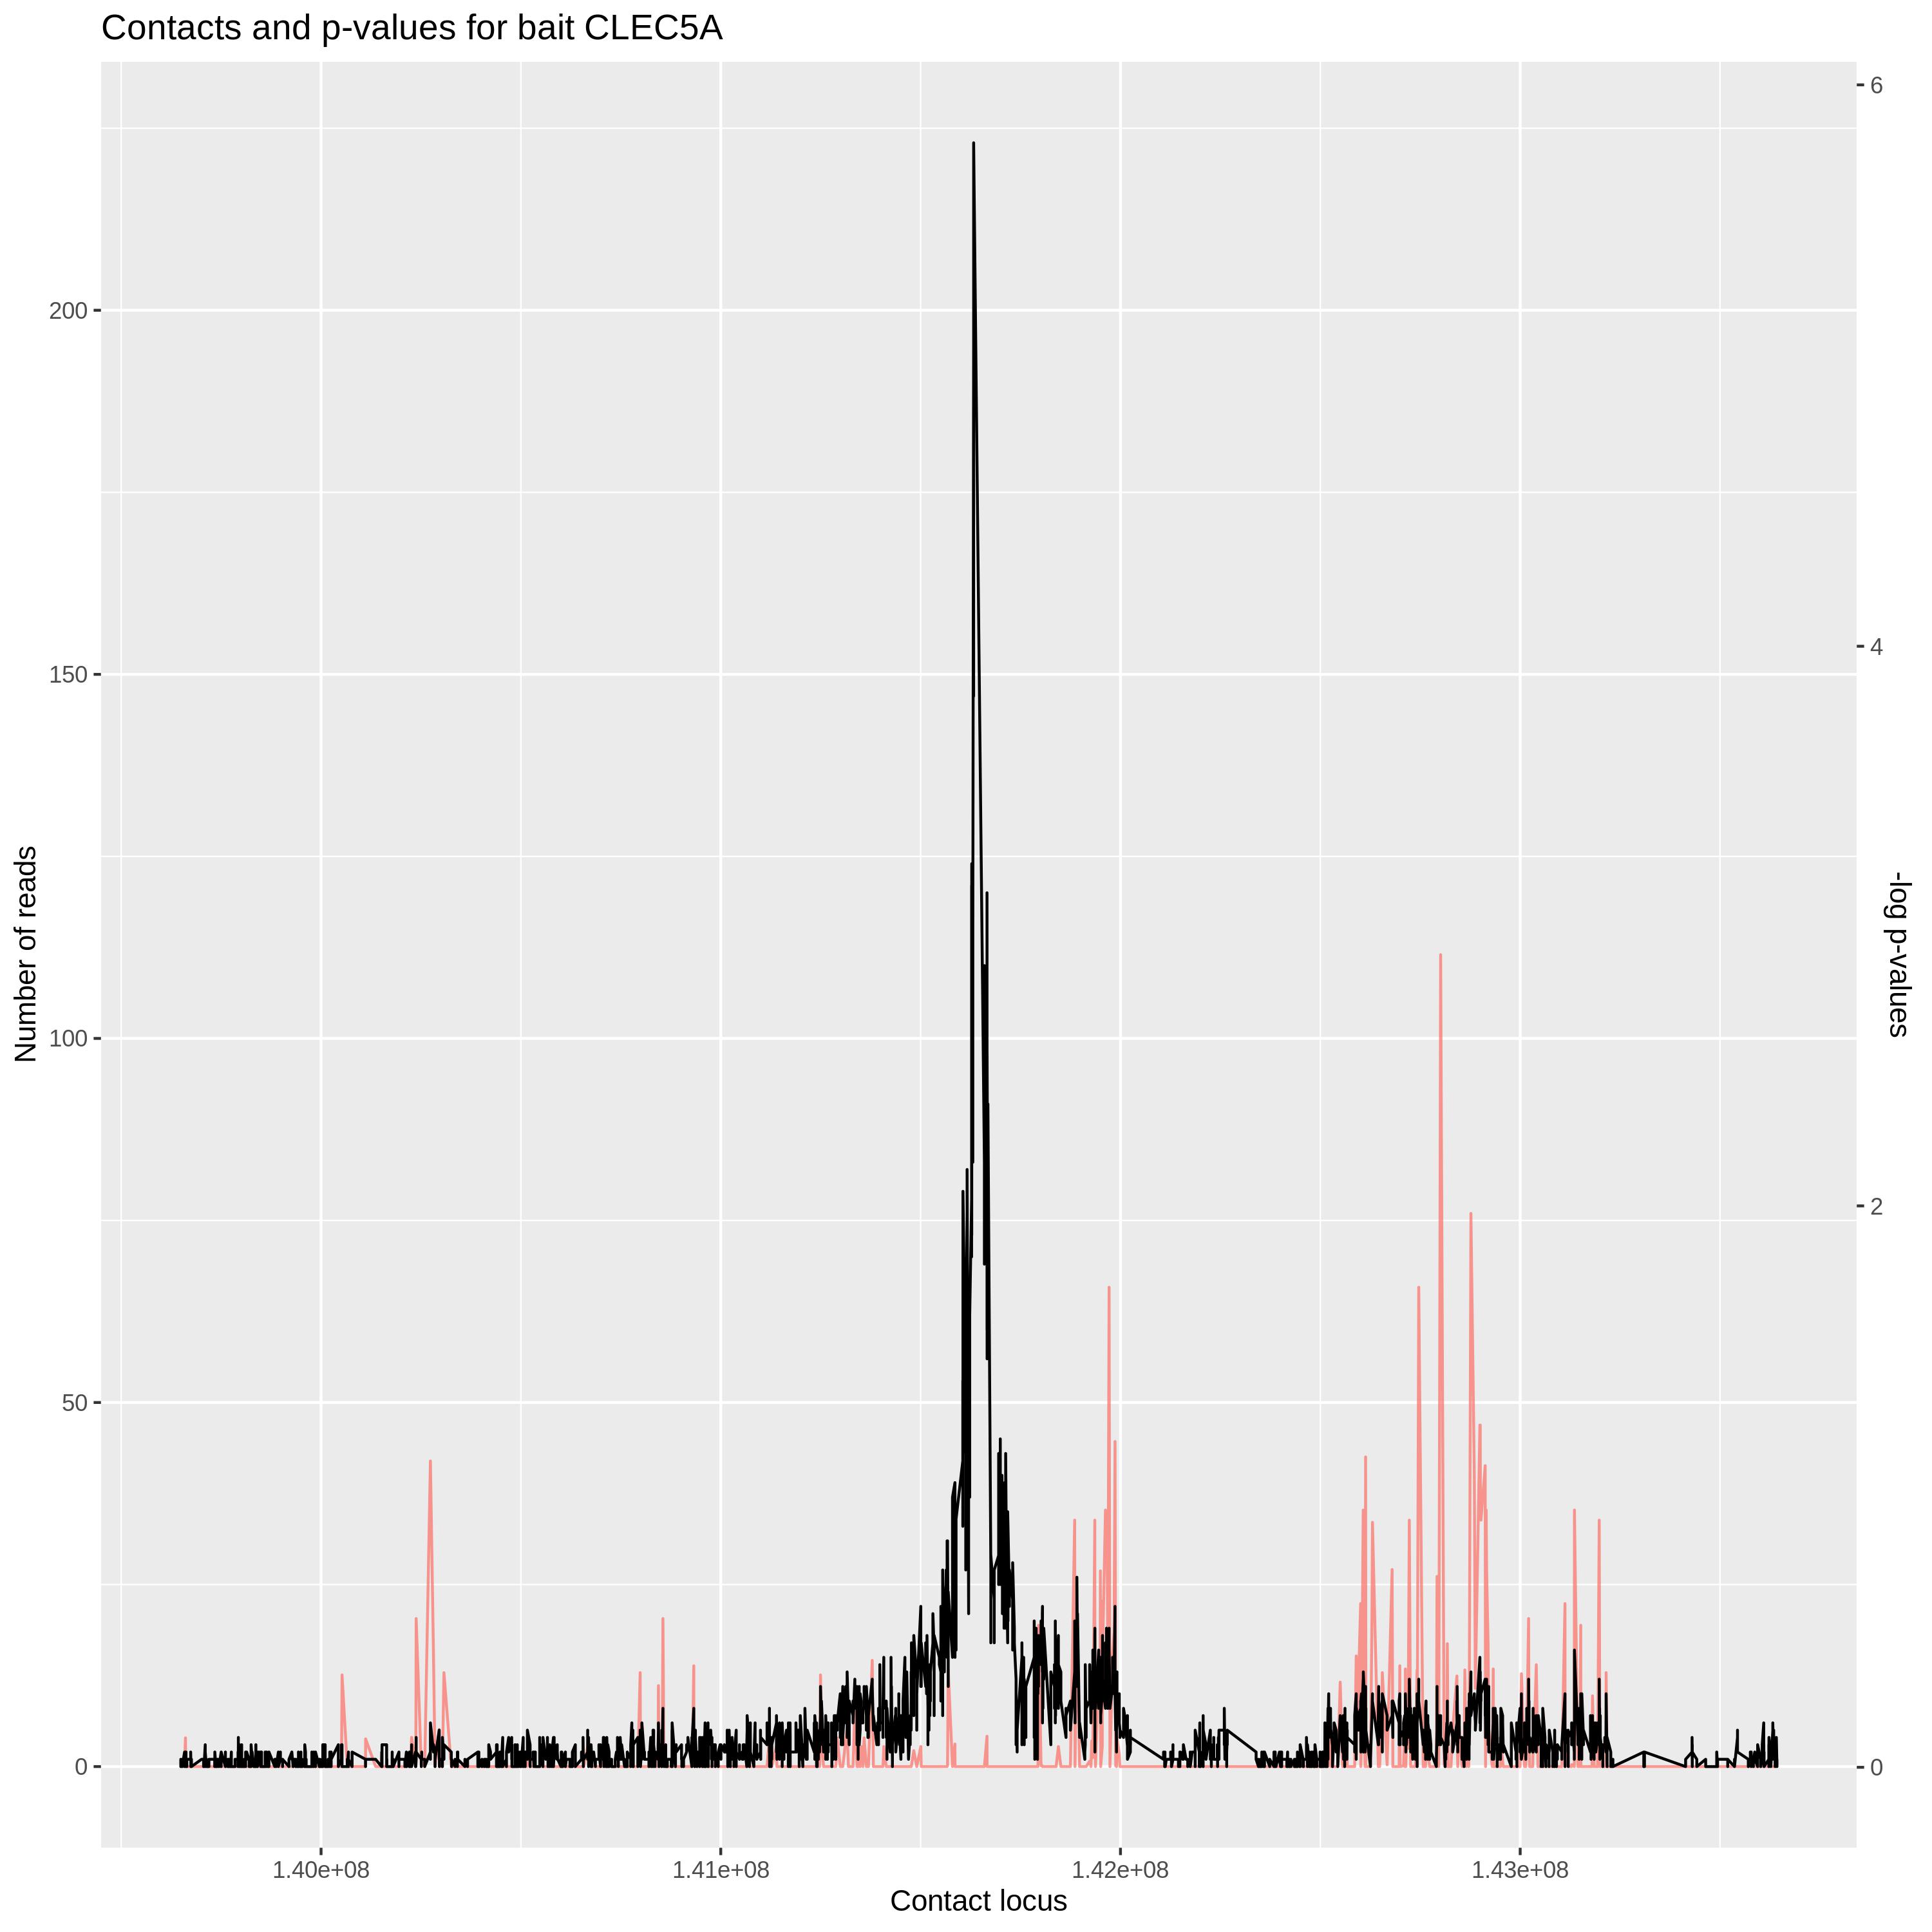 Contacts and p-values for bait CLEC5A
Number of reads
200
150
100
50
0
6
4
2
0
-log p-values
1.40e+08
1.41e+08
1.42e+08
1.43e+08
Contact locus